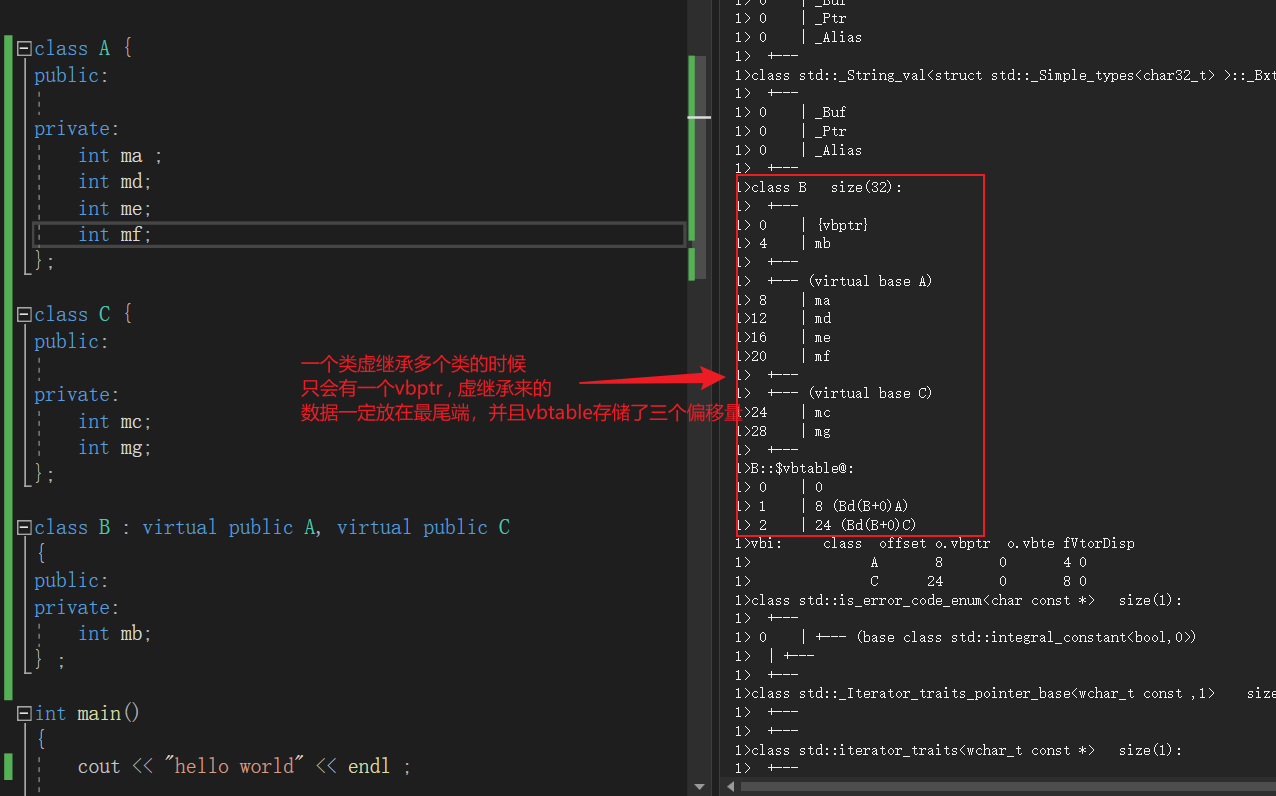 class A {
public:
private:
int ma ;
int md;
int me;
int mf;
};
class C {
public:
private:
int mc;
int mg;
};
class B : virtual public A, virtual public C
{
public:
private:
int mb;
} ;
int main()
{
cout << "hello world" << endl ;
一个类虚继承多个类的时候
只会有一个vbptr , 虚继承来的
数据一定放在最尾端，并且vbtable存储了三个偏移量
1> 0 | _Buf
1> 0 | _Ptr
1> 0 | _Alias
1> +---
1>class std::_String_val<struct std::_Simple_types<char32_t> >::_Bxt
1> +---
1> 0 | _Buf
1> 0 | _Ptr
1> 0 | _Alias
1> +---
1>class B size(32):
1> +---
1> 0 | {vbptr}
1> 4 | mb
1> +---
1> +--- (virtual base A)
1> 8 | ma
1>12 | md
1>16 | me
1>20 | mf
1> +---
1> +--- (virtual base C)
1>24 | mc
1>28 | mg
1> +---
1>B::$vbtable@:
1> 0 | 0
1> 1 | 8 (Bd(B+0)A)
1> 2 | 24 (Bd(B+0)C)
1>vbi: class offset o.vbptr o.vbte fVtorDisp
1> A 8 0 4 0
1> C 24 0 8 0
1>class std::is_error_code_enum<char const *> size(1):
1> +---
1> 0 | +--- (base class std::integral_constant<bool,0>)
1> | +---
1> +---
1>class std::_Iterator_traits_pointer_base<wchar_t const ,1> size
1> +---
1> +---
1>class std::iterator_traits<wchar_t const *> size(1):
1> +---